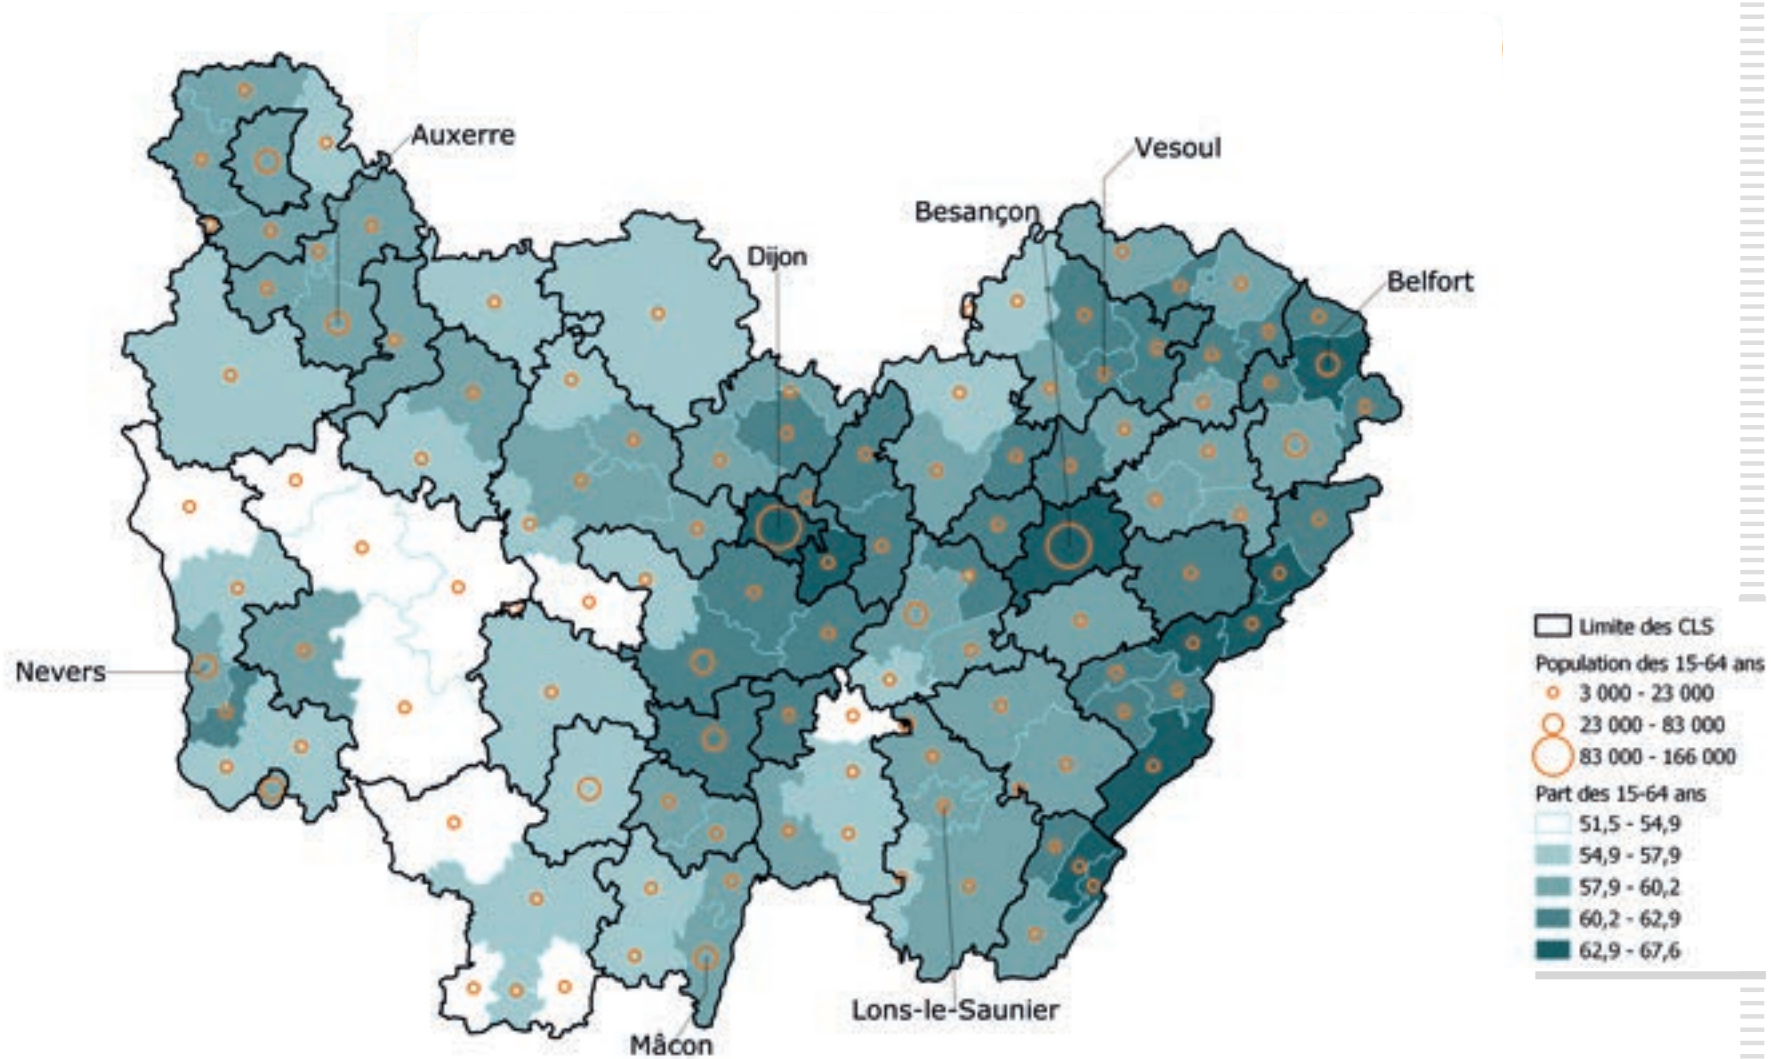 Auxerre
Vesoul
Besançon
Dijon
Belfort
Nevers
Limite des CLS
Population des 15-64 ans
3 000 - 23 000
23 000 - 83 000
83 000 - 166 000
Part des 15-64 ans
51,5 - 54,9
54,9 - 57,9
57,9 - 60,2
60,2 - 62,9
62,9 - 67,6
Lons-le-Saunier
Mâcon